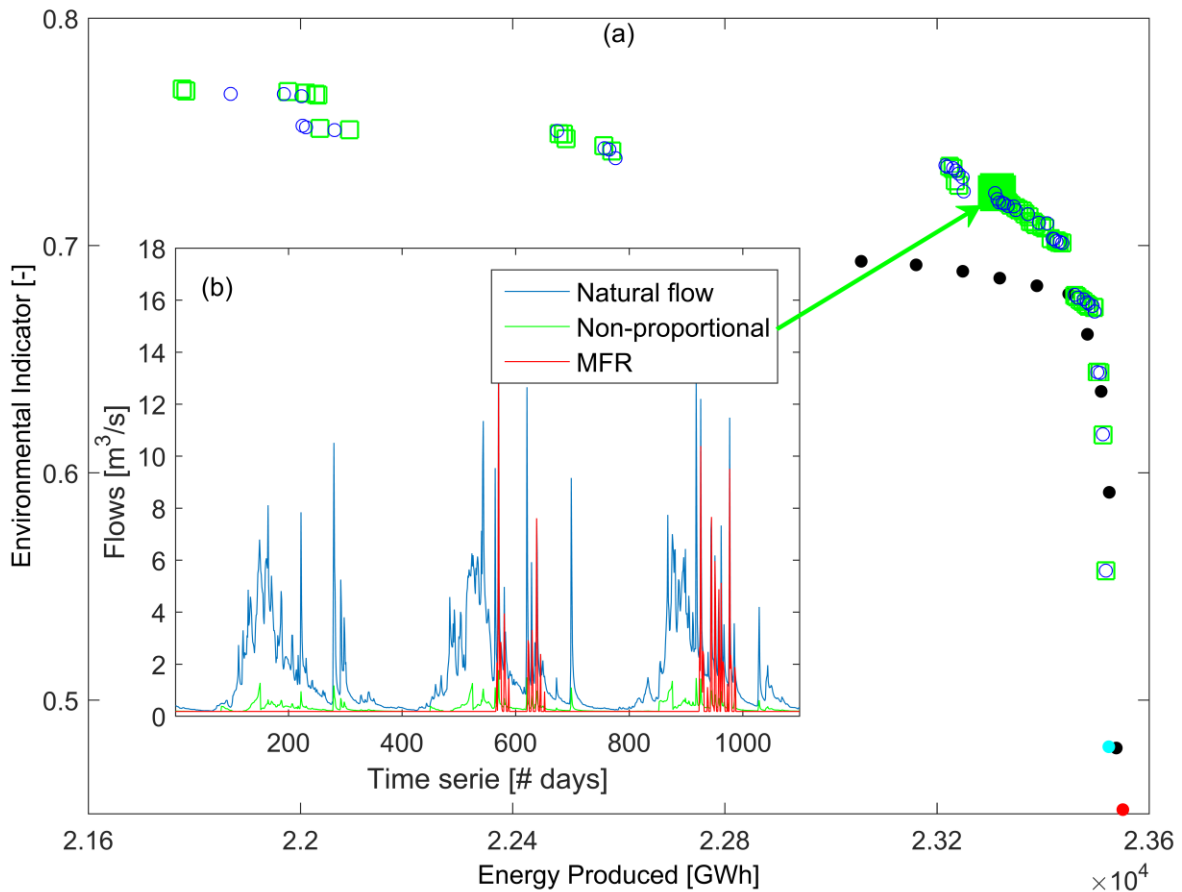 (a)
0.8
0.7
0.6
0.5
Environmental Indicator [-]
2.16
2.2
2.24
2.28
2.32
2.36
×10⁴
Energy Produced [GWh]
(b)
18
16
14
12
10
8
6
4
2
0
Flows [m³/s]
200
400
600
800
1000
Time serie [# days]
Natural flow
Non-proportional
MFR